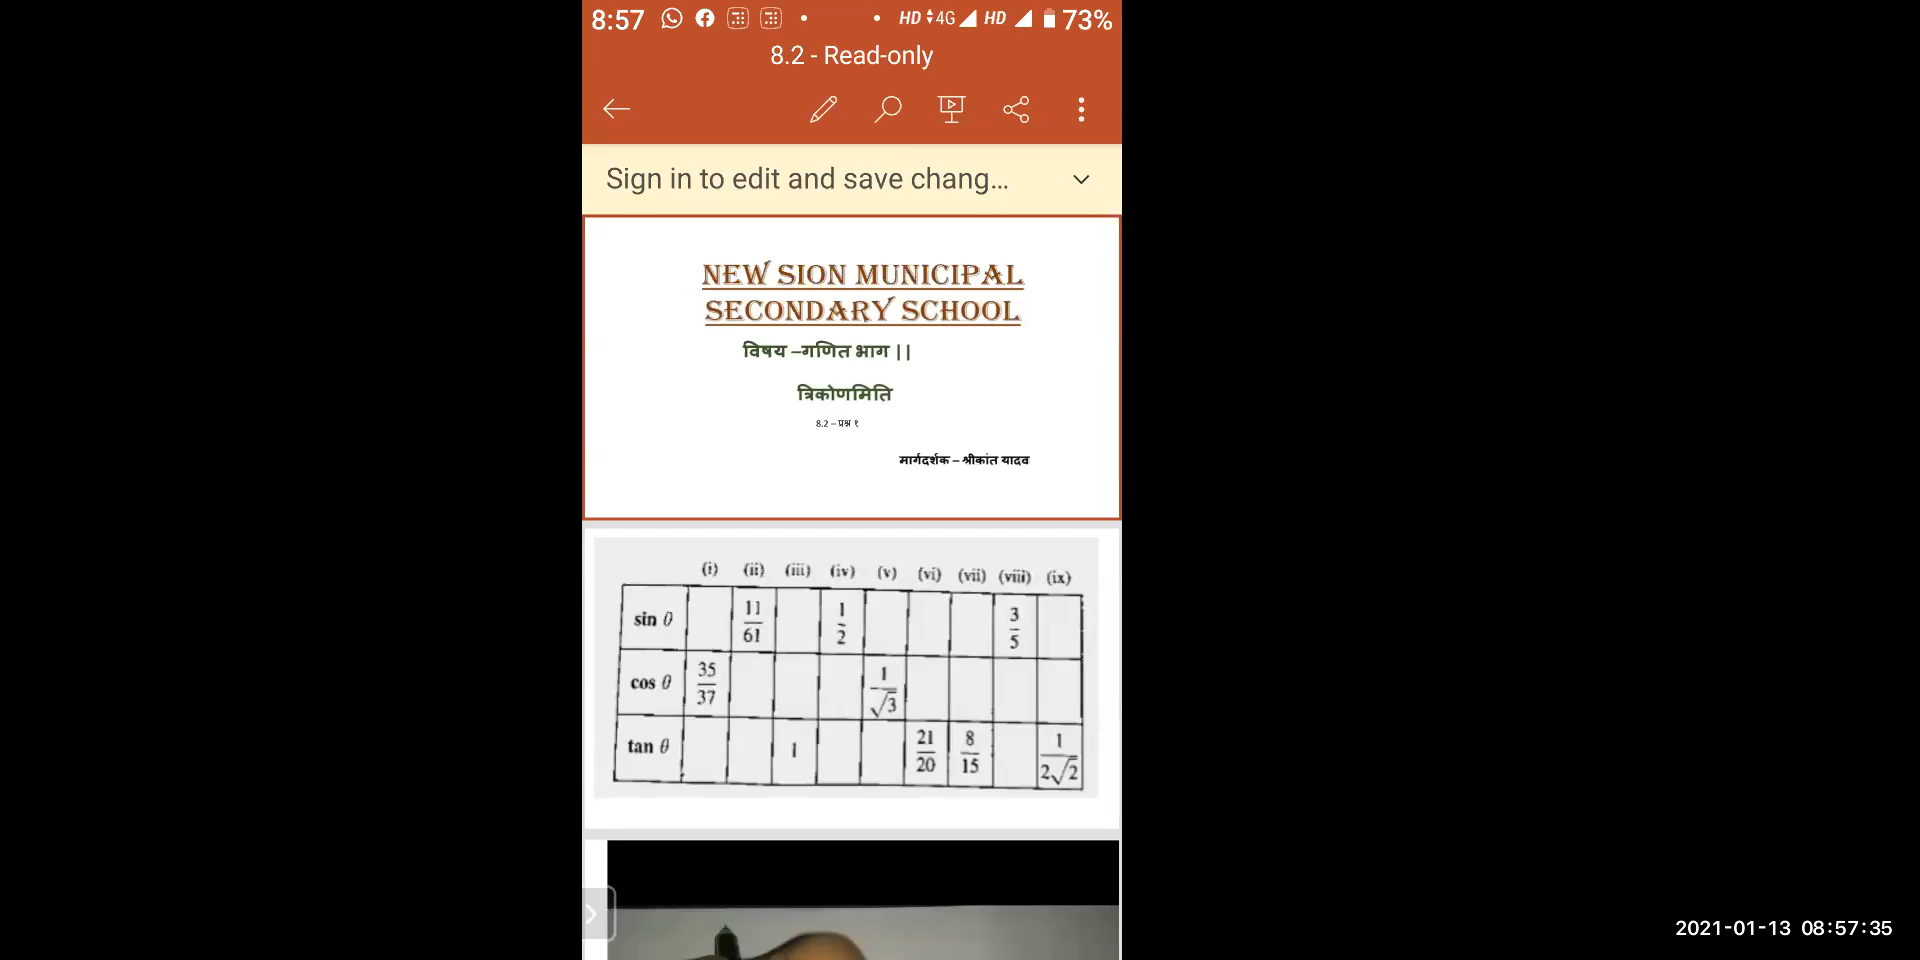 8:57 HD 4G HD 73%
8.2 - Read-only
Sign in to edit and save chang...
NEW SION MUNICIPAL
SECONDARY SCHOOL
विषय –गणित भाग ||
त्रिकोणमिति
8.2 – प्रश्न १
मार्गदर्शक – श्रीकांत यादव
(i) (ii) (iii) (iv) (v) (vi) (vii) (viii) (ix)
sin θ 11/61 1/2 3/5
cos θ 35/37 1/√3
tan θ 1 21/20 8/15 1/2√2
2021-01-13 08:57:35